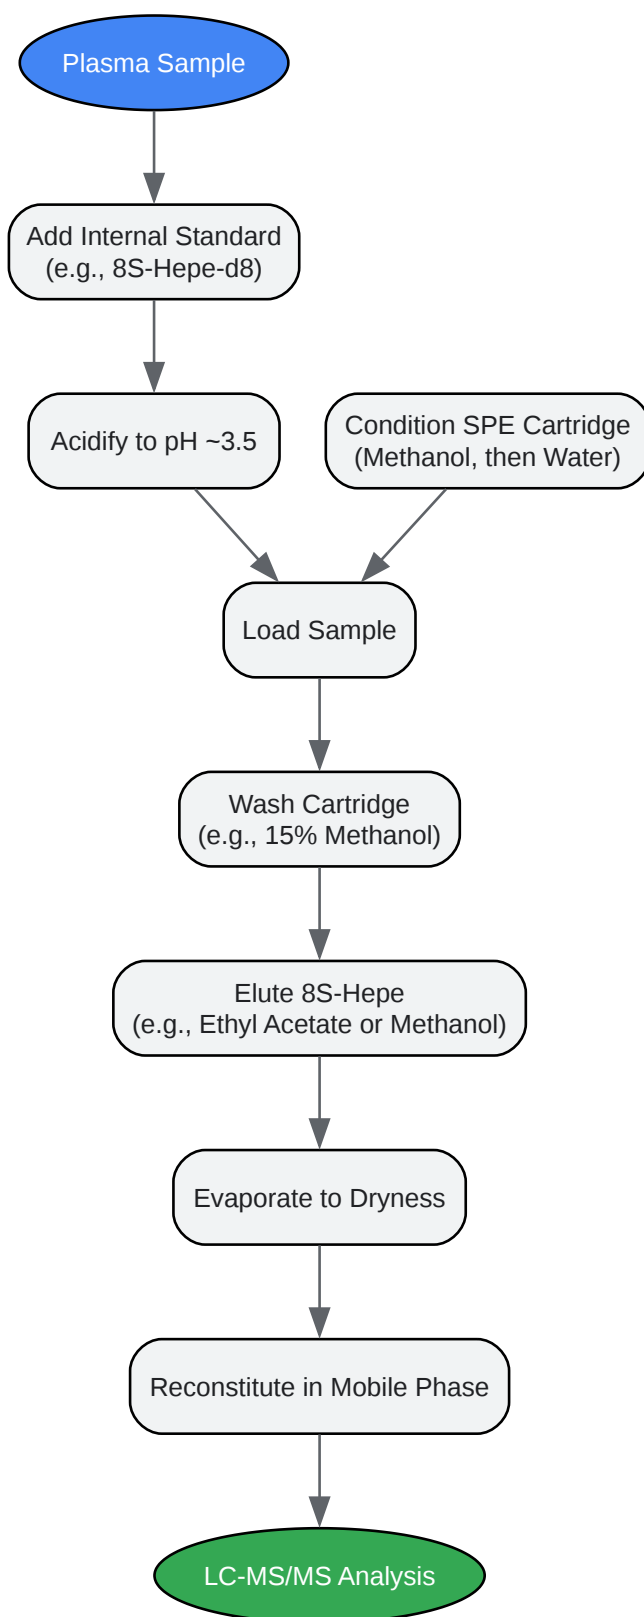 Plasma Sample
Add Internal Standard
(e.g., 8S-Hepe-d8)
Acidify to pH ~3.5
Condition SPE Cartridge
(Methanol, then Water)
Load Sample
Wash Cartridge
(e.g., 15% Methanol)
Elute 8S-Hepe
(e.g., Ethyl Acetate or Methanol)
Evaporate to Dryness
Reconstitute in Mobile Phase
LC-MS/MS Analysis